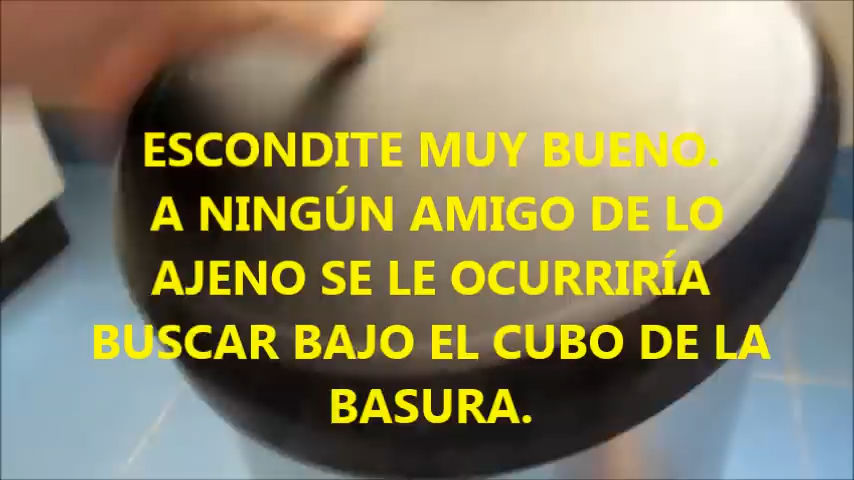 ESCONDITE MUY BUENO.
A NINGÚN AMIGO DE LO
AJENO SE LE OCURRIRÍA
BUSCAR BAJO EL CUBO DE LA
BASURA.